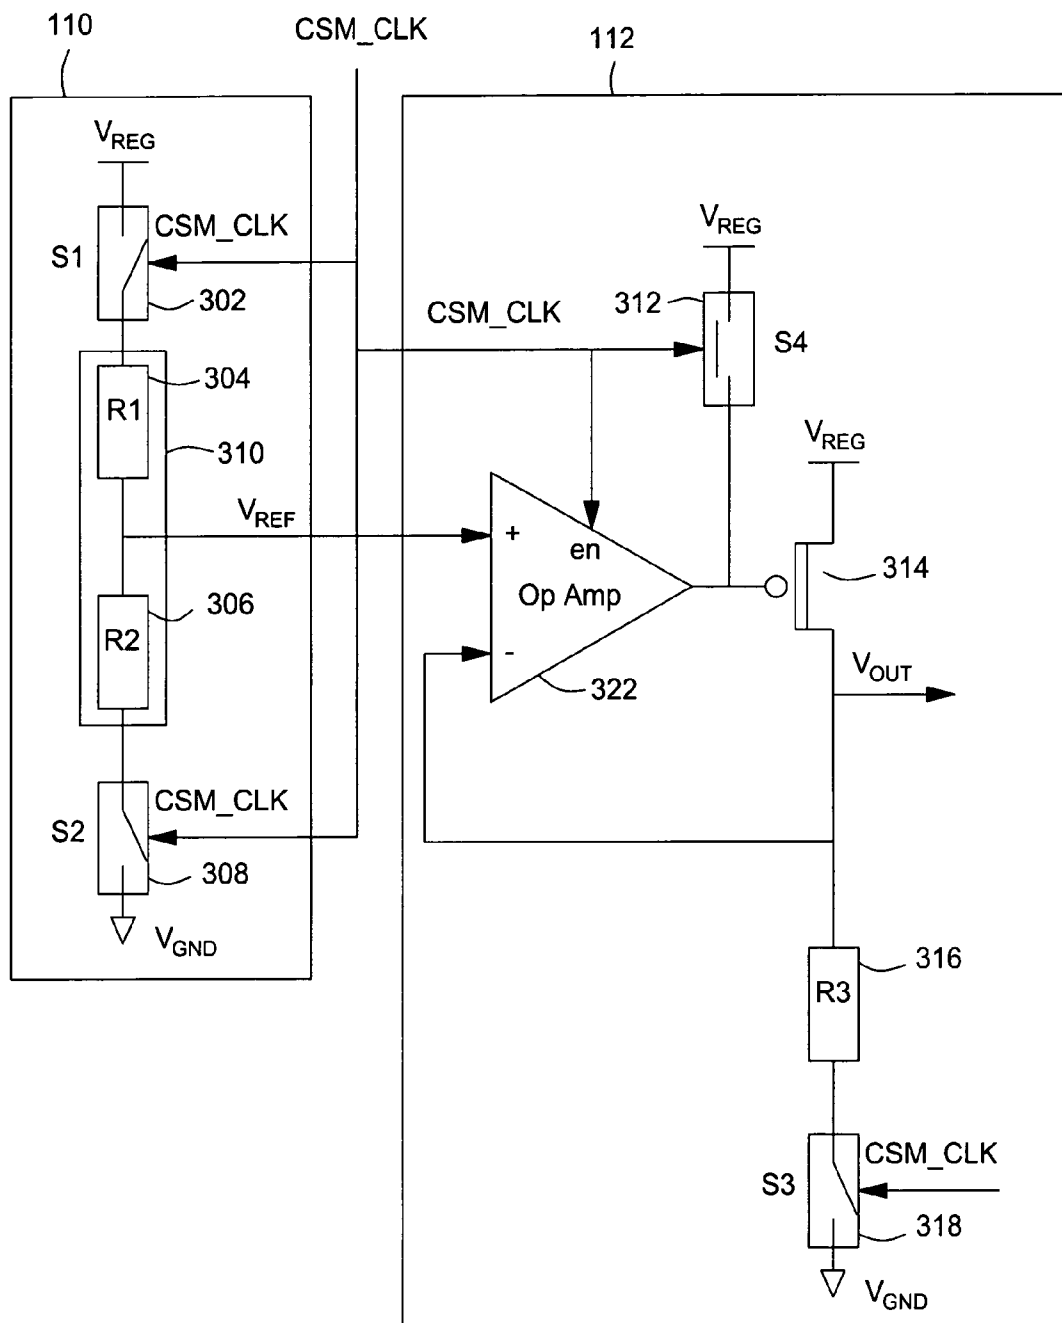 110
CSM_CLK
112
VREG
S1
CSM_CLK
302
R1
304
310
VREF
R2
306
S2
CSM_CLK
308
VGND
CSM_CLK
VREG
312
S4
VREG
314
+
en
Op Amp
-
322
VOUT
R3
316
S3
CSM_CLK
318
VGND